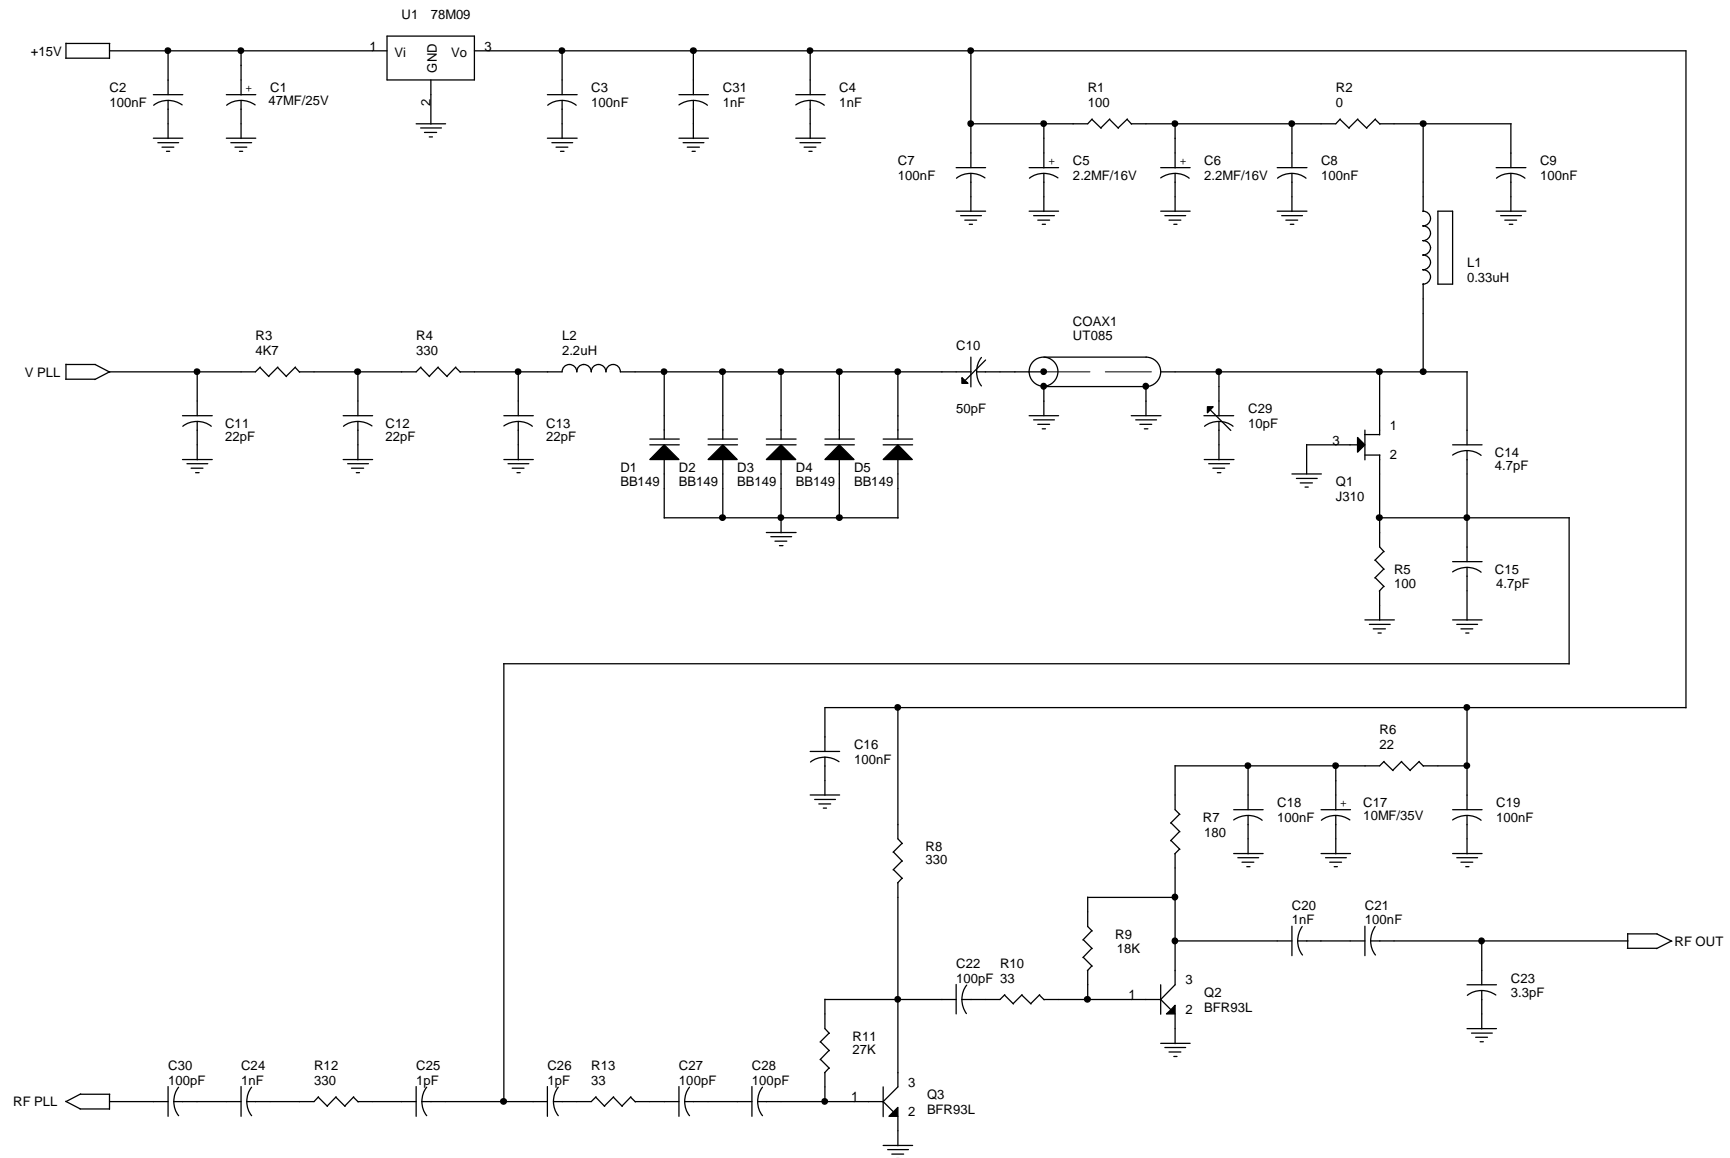 U1 78M09
+15V
1
Vi
GND
Vo
3
2
C2
100nF
C1
+
47MF/25V
C3
100nF
C31
1nF
C4
1nF
R1
100
R2
0
C7
100nF
C5
+
2.2MF/16V
C6
+
2.2MF/16V
C8
100nF
C9
100nF
L1
0.33uH
COAX1
UT085
V PLL
R3
4K7
R4
330
L2
2.2uH
C10
50pF
C11
22pF
C12
22pF
C13
22pF
D1
BB149
D2
BB149
D3
BB149
D4
BB149
D5
BB149
C29
10pF
1
3
2
Q1
J310
C14
4.7pF
R5
100
C15
4.7pF
C16
100nF
R6
22
R7
180
C18
100nF
C17
+
10MF/35V
C19
100nF
R8
330
R9
18K
C20
1nF
C21
100nF
RF OUT
C22
100pF
R10
33
1
3
2
Q2
BFR93L
C23
3.3pF
R11
27K
RF PLL
C30
100pF
C24
1nF
R12
330
C25
1pF
C26
1pF
R13
33
C27
100pF
C28
100pF
1
3
2
Q3
BFR93L